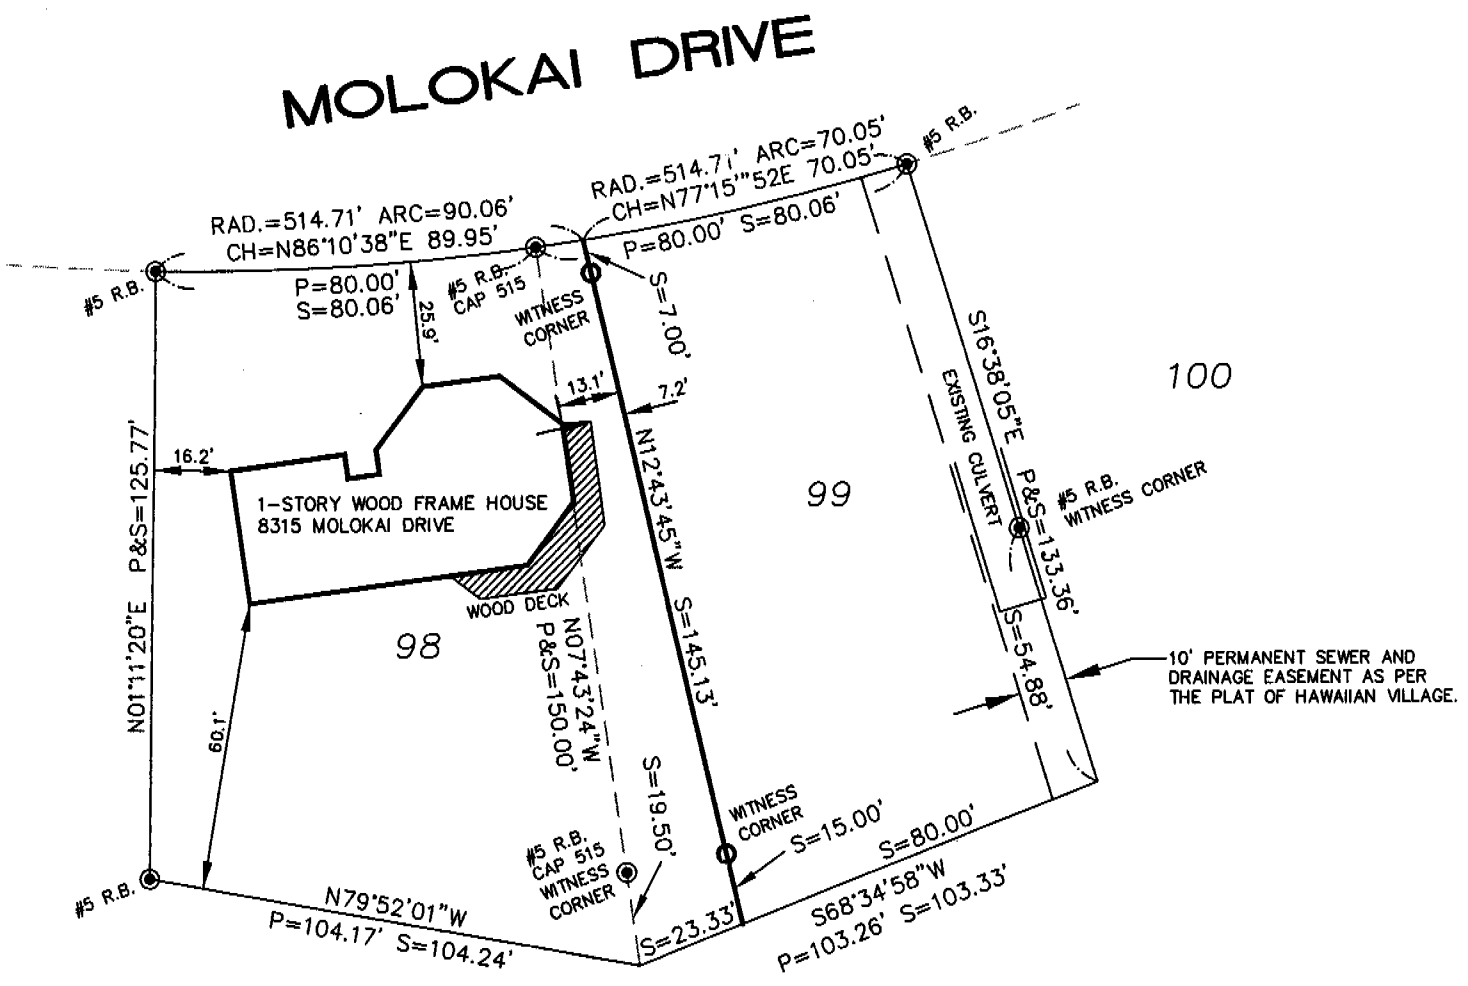 MOLOKAI DRIVE
#5 R.B.
RAD.=514.71' ARC=70.05'
CH=N77°15'"52E 70.05'
P=80.00' S=80.06'
RAD.=514.71' ARC=90.06'
CH=N86°10'38"E 89.95'
P=80.00'
S=80.06'
#5 R.B.
#5 R.B.
CAP 515
WITNESS
CORNER
S=7.00'
25.9'
13.1'
7.2'
16.2'
N01°11'20"E P&S=125.77'
1-STORY WOOD FRAME HOUSE
8315 MOLOKAI DRIVE
WOOD DECK
98
60.1'
N07°43'24"W
P&S=150.00'
N12°43'45"W S=145.13'
99
EXISTING CULVERT
S16°38'05"E P&S=133.36'
100
#5 R.B.
WITNESS CORNER
S=54.88'
10' PERMANENT SEWER AND
DRAINAGE EASEMENT AS PER
THE PLAT OF HAWAIIAN VILLAGE.
S=19.50'
WITNESS
CORNER
S=15.00'
S=80.00'
#5 R.B.
CAP 515
WITNESS
CORNER
#5 R.B.
N79°52'01"W
P=104.17' S=104.24'
S=23.33'
S68°34'58"W
P=103.26' S=103.33'